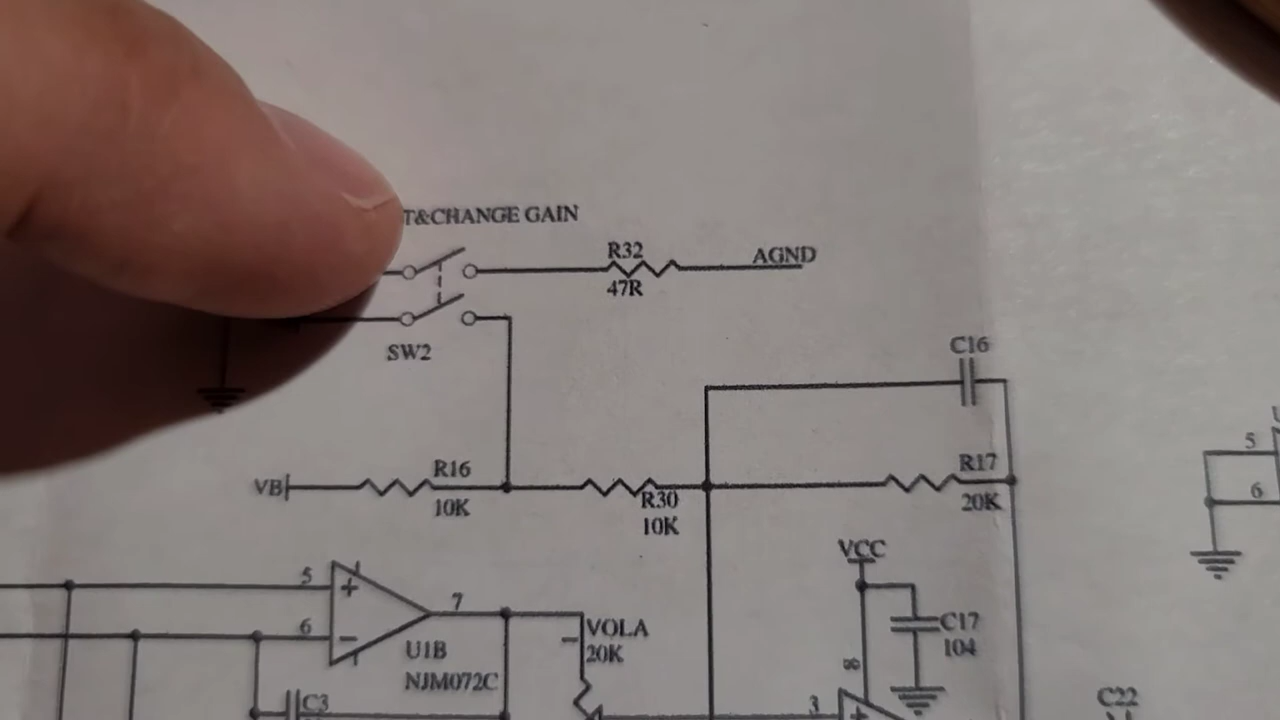 T&CHANGE GAIN
R32
AGND
47R
SW2
C16
R16
R17
VB
5
R30
10K
20K
6
10K
VCC
5
7
VOLA
C17
6
20K
104
U1B
8
NJM072C
C3
3
C22